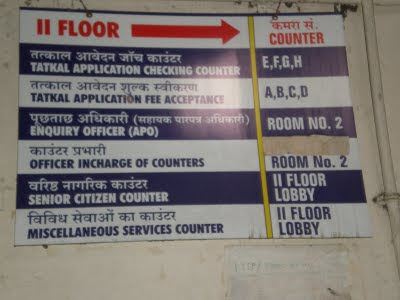 II FLOOR
कमरा सं.
COUNTER
तत्काल आवेदन जाँच काउंटर
TATKAL APPLICATION CHECKING COUNTER
E,F,G,H
तत्काल आवेदन शुल्क स्वीकरण
TATKAL APPLICATION FEE ACCEPTANCE
A,B,C,D
पूछताछ अधिकारी (सहायक पारपत्र अधिकारी)
ENQUIRY OFFICER (APO)
ROOM NO. 2
काउंटर प्रभारी
OFFICER INCHARGE OF COUNTERS
ROOM No. 2
वरिष्ठ नागरिक काउंटर
SENIOR CITIZEN COUNTER
II FLOOR
LOBBY
विविध सेवाओं का काउंटर
MISCELLANEOUS SERVICES COUNTER
II FLOOR
LOBBY